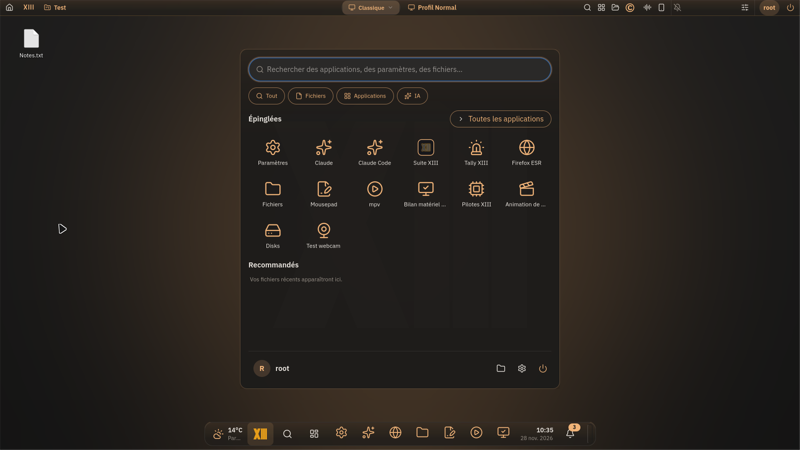 XIII Test Classique Profil Normal root
Notes.txt
Rechercher des applications, des paramètres, des fichiers...
Tout Fichiers Applications IA
Épinglées Toutes les applications
Paramètres Claude Claude Code Suite XIII Tally XIII Firefox ESR
Fichiers Mousepad mpv Bilan matériel ... Pilotes XIII Animation de ...
Disks Test webcam
Recommandés
Vos fichiers récents apparaîtront ici.
R root
14°C XIII 10:35 3
Par... 28 nov. 2026